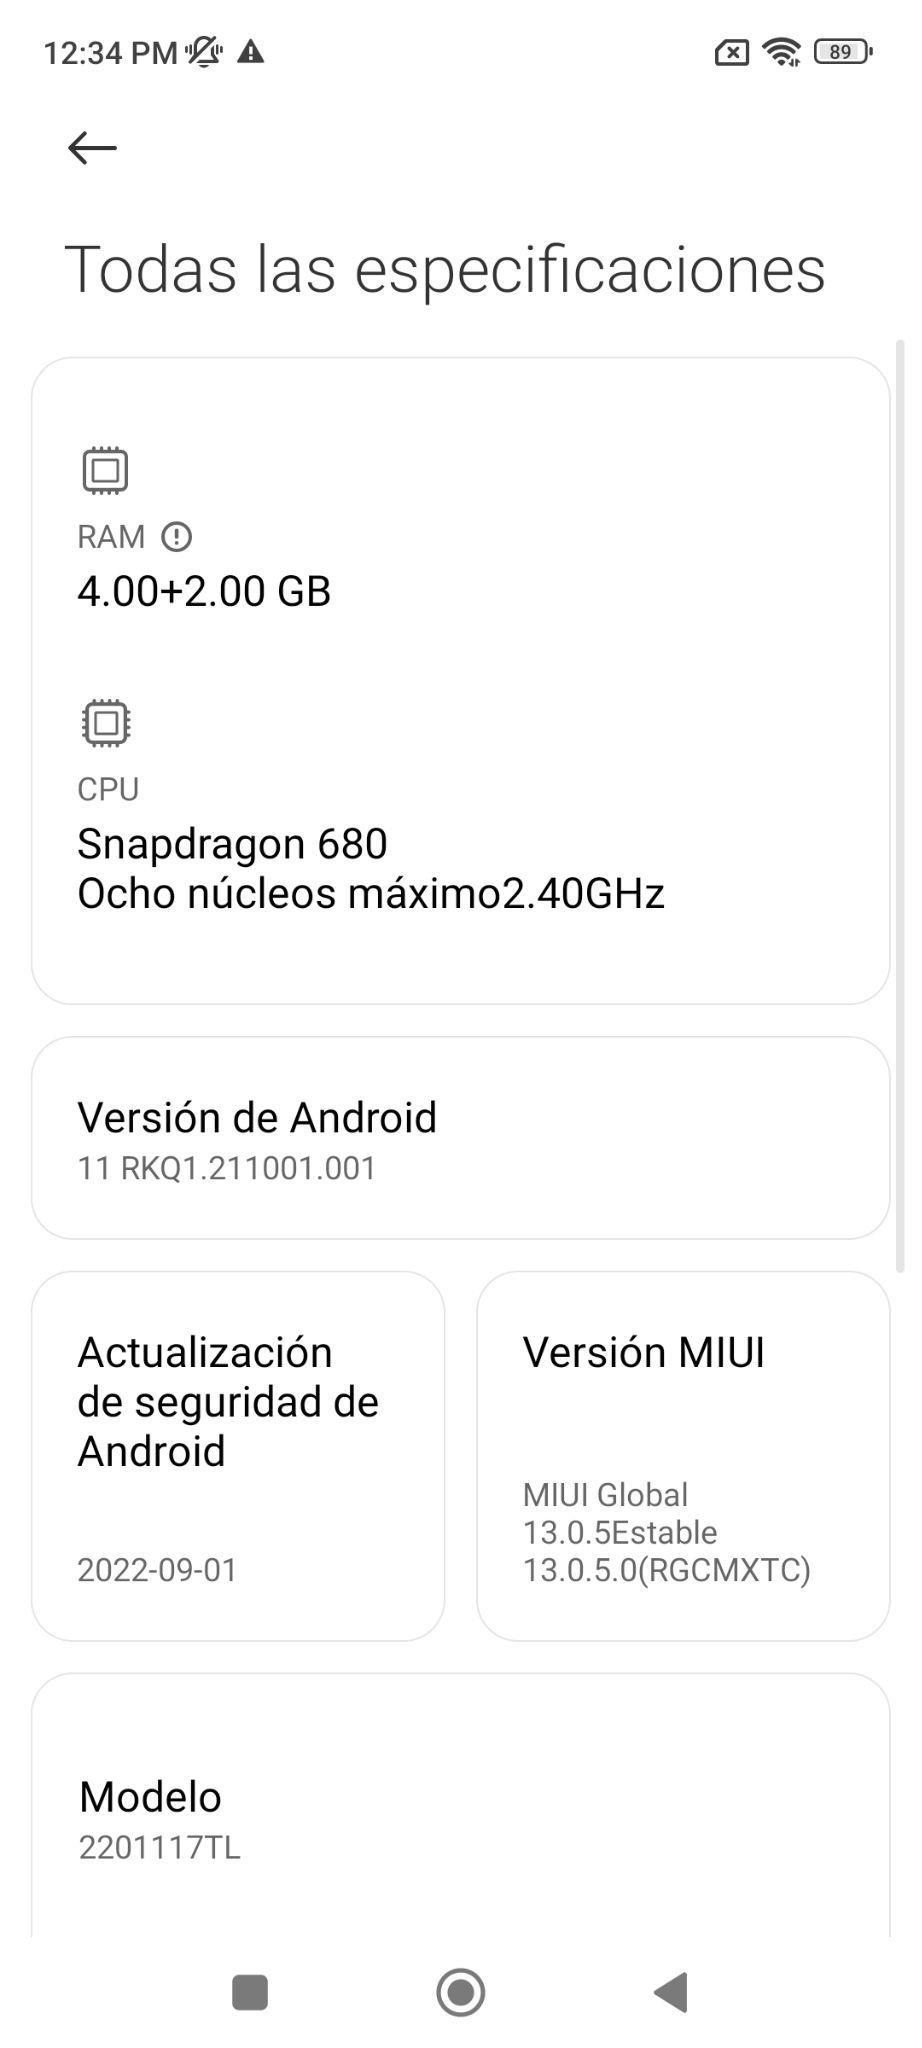 12:34 PM
89
Todas las especificaciones
RAM
4.00+2.00 GB
CPU
Snapdragon 680
Ocho núcleos máximo2.40GHz
Versión de Android
11 RKQ1.211001.001
Actualización
de seguridad de
Android
2022-09-01
Versión MIUI
MIUI Global
13.0.5Estable
13.0.5.0(RGCMXTC)
Modelo
2201117TL